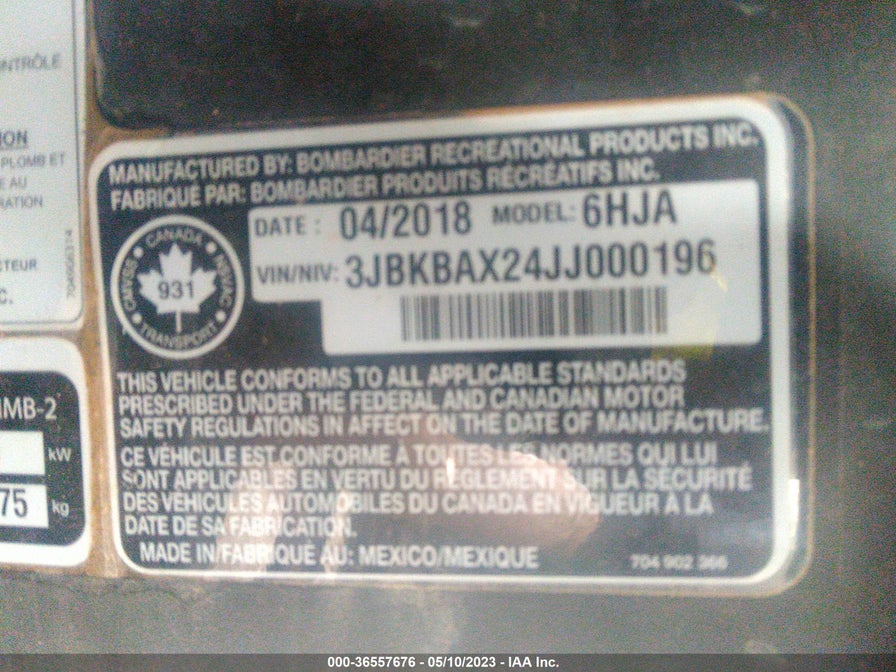 NTRÔLE
ION
PLOMB ET
E AU
RATION
CTEUR
C.
MANUFACTURED BY: BOMBARDIER RECREATIONAL PRODUCTS INC.
FABRIQUÉ PAR: BOMBARDIER PRODUITS RÉCRÉATIFS INC.
DATE : 04/2018 MODEL: 6HJA
VIN/NIV: 3JBKBAX24JJ000196
CANADA
931
TRANSPORT
THIS VEHICLE CONFORMS TO ALL APPLICABLE STANDARDS
PRESCRIBED UNDER THE FEDERAL AND CANADIAN MOTOR
SAFETY REGULATIONS IN AFFECT ON THE DATE OF MANUFACTURE.
CE VÉHICULE EST CONFORME À TOUTES LES NORMES QUI LUI
SONT APPLICABLES EN VERTU DU RÈGLEMENT SUR LA SÉCURITÉ
DES VÉHICULES AUTOMOBILES DU CANADA EN VIGUEUR À LA
DATE DE SA FABRICATION.
MADE IN/FABRIQUE AU: MEXICO/MEXIQUE
704 902 366
MB-2
kW
75 kg
000-36557676 - 05/10/2023 - IAA Inc.